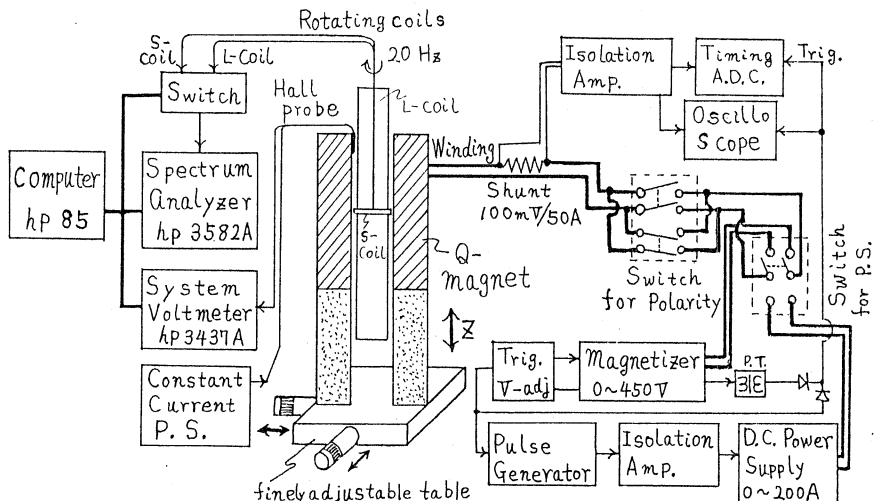 Rotating coils
S-
coil
L-Coil
20 Hz
Switch
Hall
probe
L-coil
Computer
hp 85
Spectrum
Analyzer
hp 3582A
System
Voltmeter
hp3437A
Constant
Current
P. S.
S-
Coil
Q-
magnet
Z
finely adjustable table
Winding
Shunt
100mV/50A
Isolation
Amp.
Timing
A.D.C.
Trig.
Oscillo
Scope
Switch
for Polarity
Switch
for P.S.
Trig.
V-adj
Magnetizer
0~450V
P.T.
Pulse
Generator
Isolation
Amp.
D.C. Power
Supply
0~200A